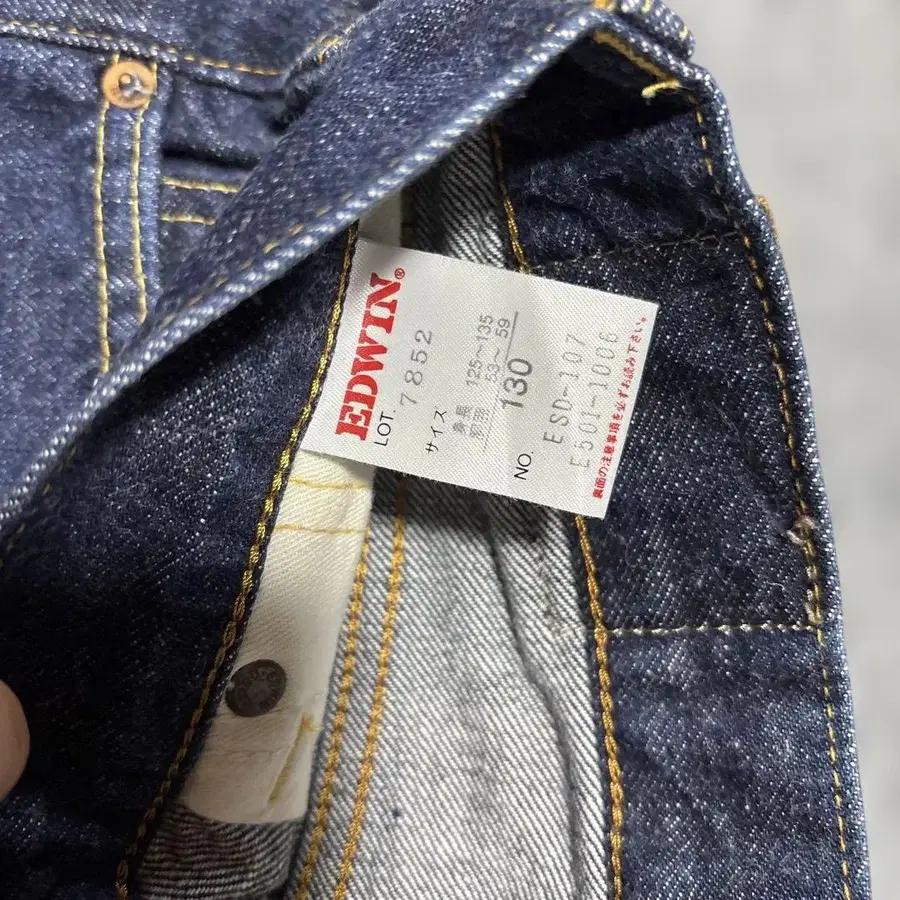 EDWIN®
LOT. 7852
サイズ
身長 125~135
胴囲 53~ 59
130
NO. ESD-107
E501-1006
裏面の注意事項を必ずお読み下さい。